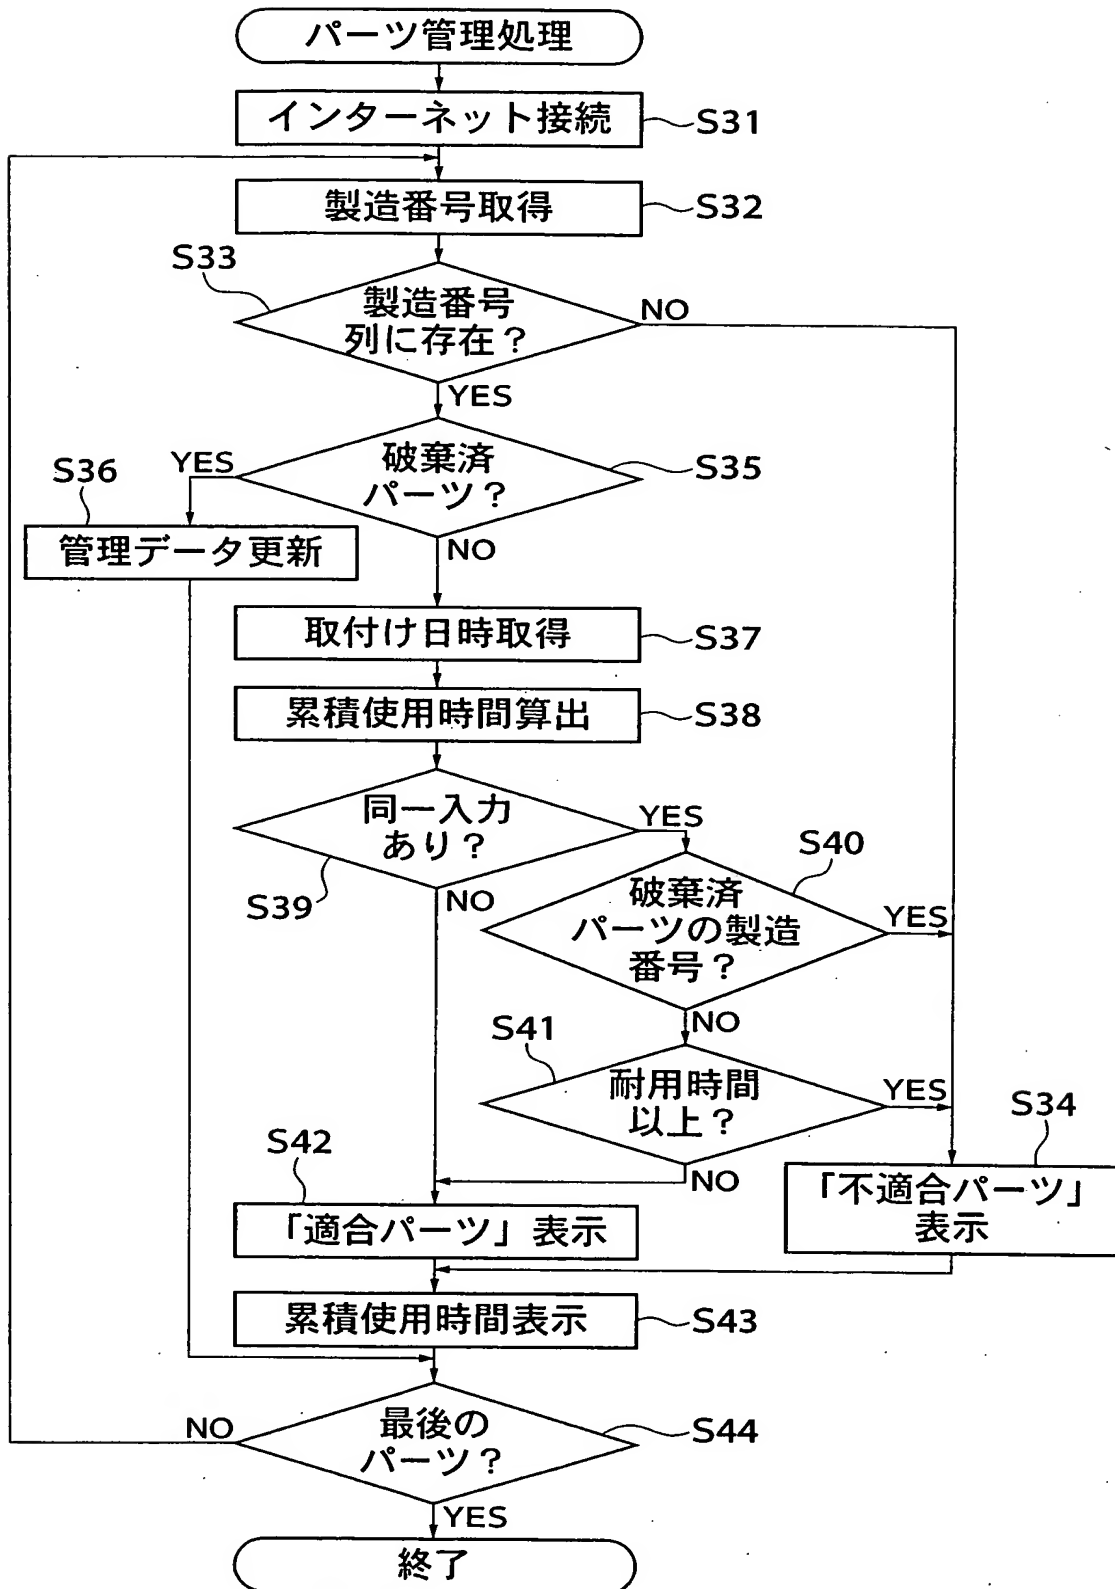 パーツ管理処理
インターネット接続
S31
製造番号取得
S32
S33
製造番号
列に存在？
NO
YES
破棄済
パーツ？
S35
YES
S36
管理データ更新
NO
取付け日時取得
S37
累積使用時間算出
S38
同一入力
あり？
YES
S39
NO
S40
破棄済
パーツの製造
番号？
YES
NO
S41
耐用時間
以上？
YES
S34
NO
S42
「不適合パーツ」
表示
「適合パーツ」表示
累積使用時間表示
S43
最後の
パーツ？
NO
S44
YES
終了